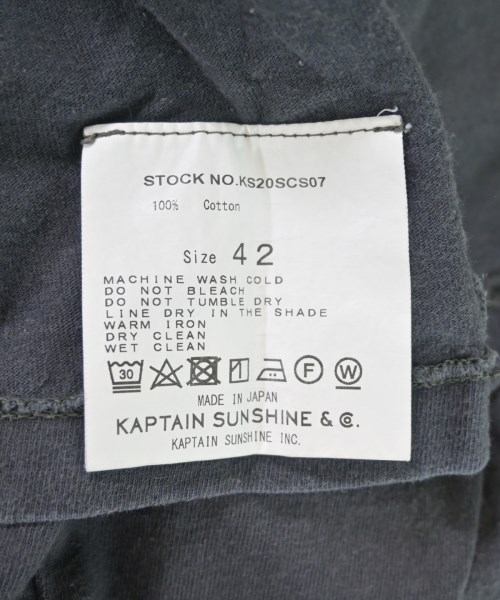 STOCK NO.KS20SCS07
100% Cotton
Size 42
MACHINE WASH COLD
DO NOT BLEACH
DO NOT TUMBLE DRY
LINE DRY IN THE SHADE
WARM IRON
DRY CLEAN
WET CLEAN
30 F W
MADE IN JAPAN
KAPTAIN SUNSHINE & Co.
KAPTAIN SUNSHINE INC.